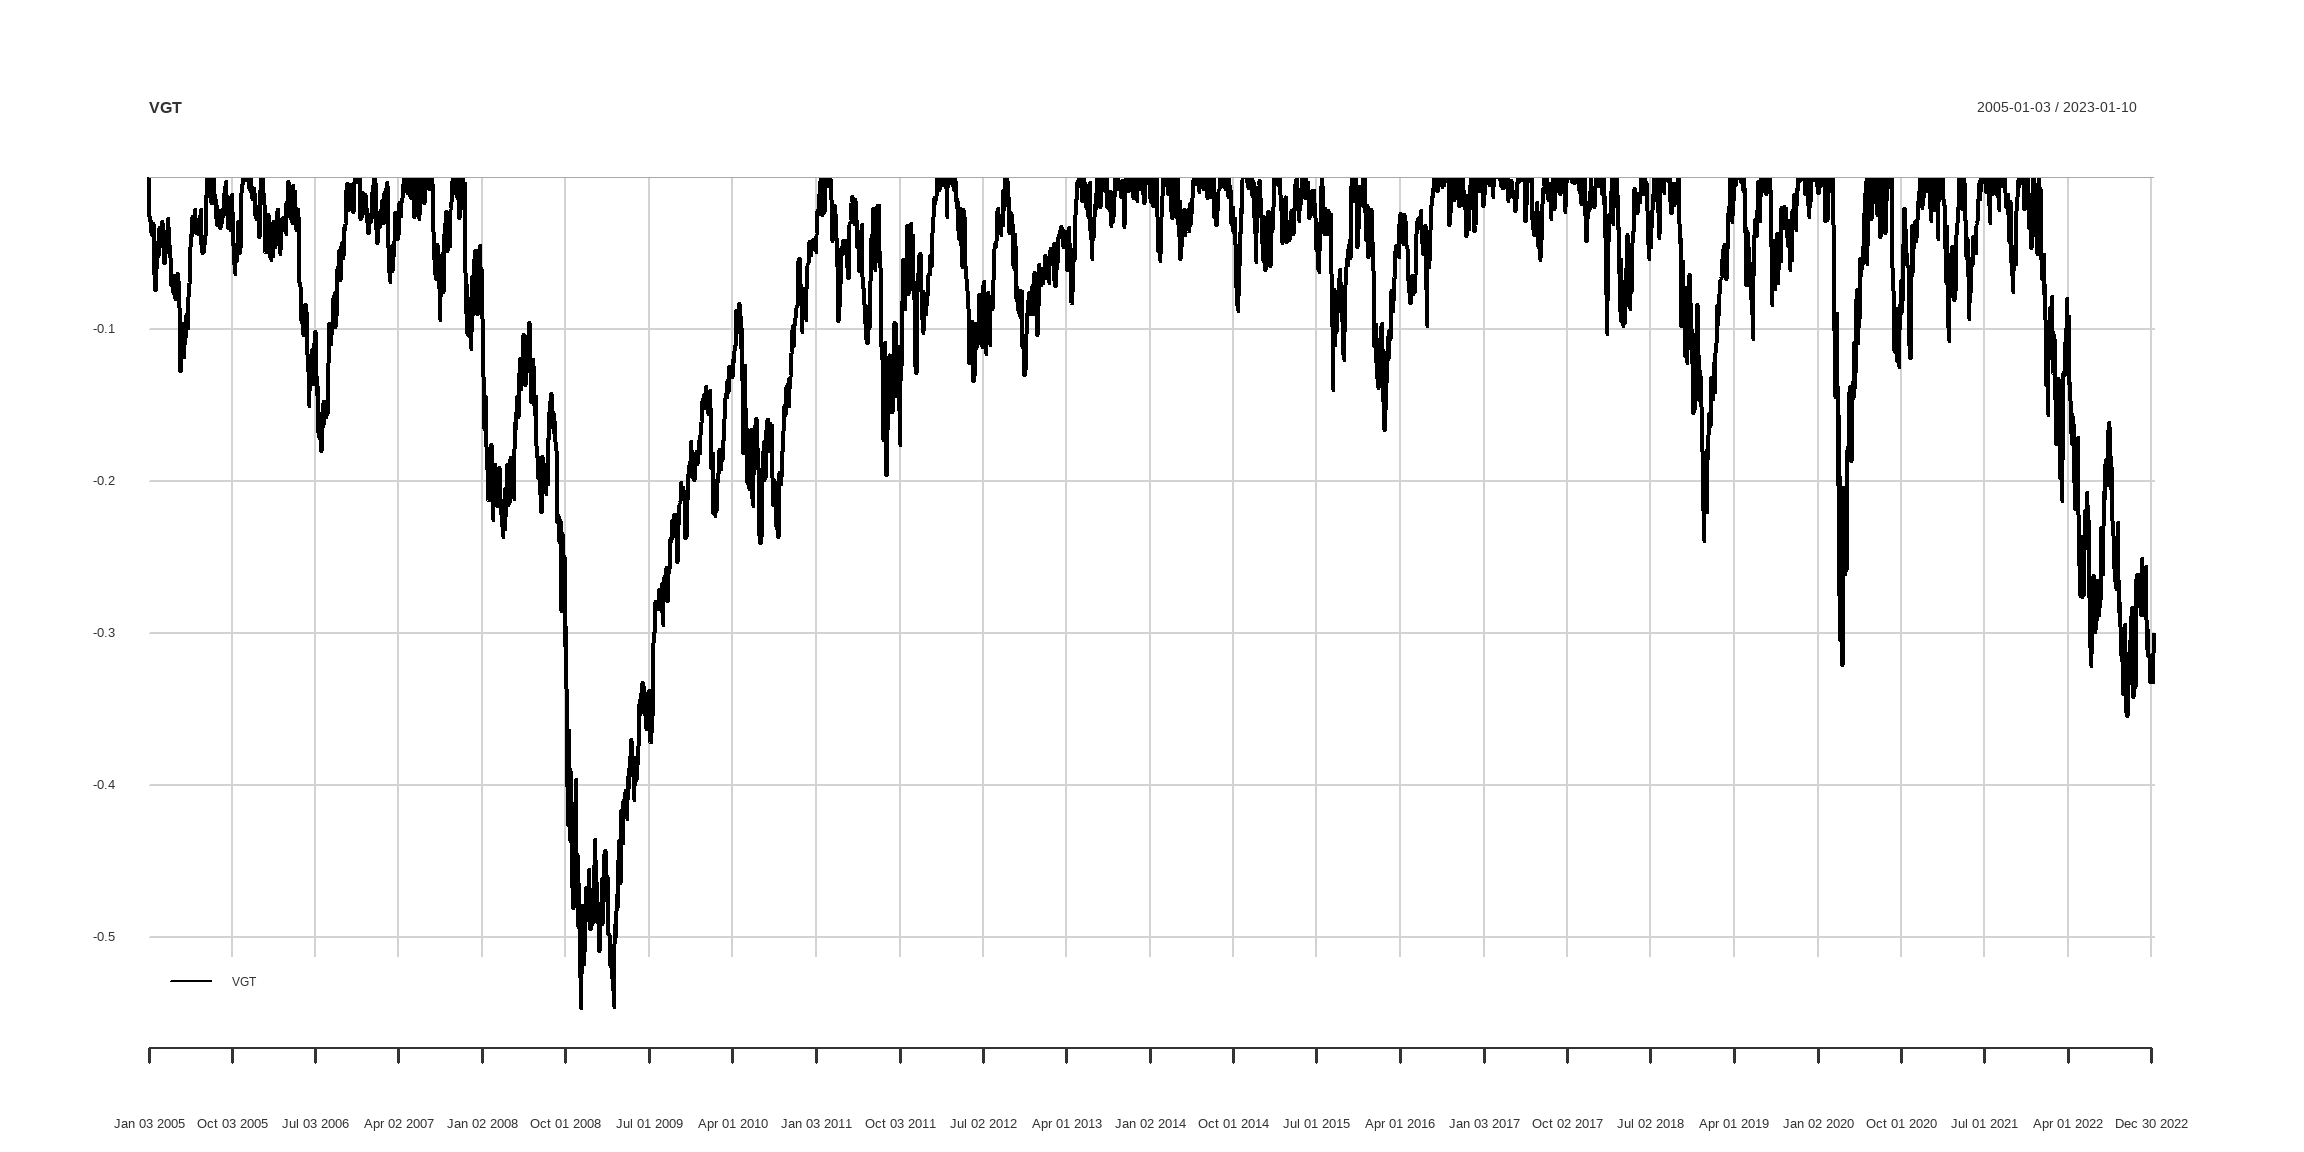 VGT
2005-01-03 / 2023-01-10
-0.1
-0.2
-0.3
-0.4
-0.5
VGT
Jan 03 2005 Oct 03 2005 Jul 03 2006 Apr 02 2007 Jan 02 2008 Oct 01 2008 Jul 01 2009 Apr 01 2010 Jan 03 2011 Oct 03 2011 Jul 02 2012 Apr 01 2013 Jan 02 2014 Oct 01 2014 Jul 01 2015 Apr 01 2016 Jan 03 2017 Oct 02 2017 Jul 02 2018 Apr 01 2019 Jan 02 2020 Oct 01 2020 Jul 01 2021 Apr 01 2022 Dec 30 2022